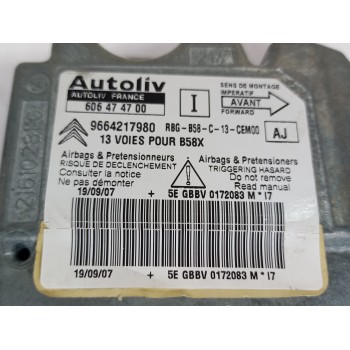 Autoliv
AUTOLIV FRANCE
606 47 47 00
I
SENS DE MONTAGE
IMPERATIF
AVANT
FORWARD
9664217980 RBG-B58-C-13-CEM00 AJ
13 VOIES POUR B58X
Airbags & Pretensionneurs
RISQUE DE DECLENCHEMENT
Consulter la notice
Ne pas démonter
Airbags & Pretensioners
TRIGGERING HASARD
Do not remove
Read manual
19/09/07 + 5E GBBV 0172083 M * I7
19/09/07 + 5E GBBV 0172083 M * I7